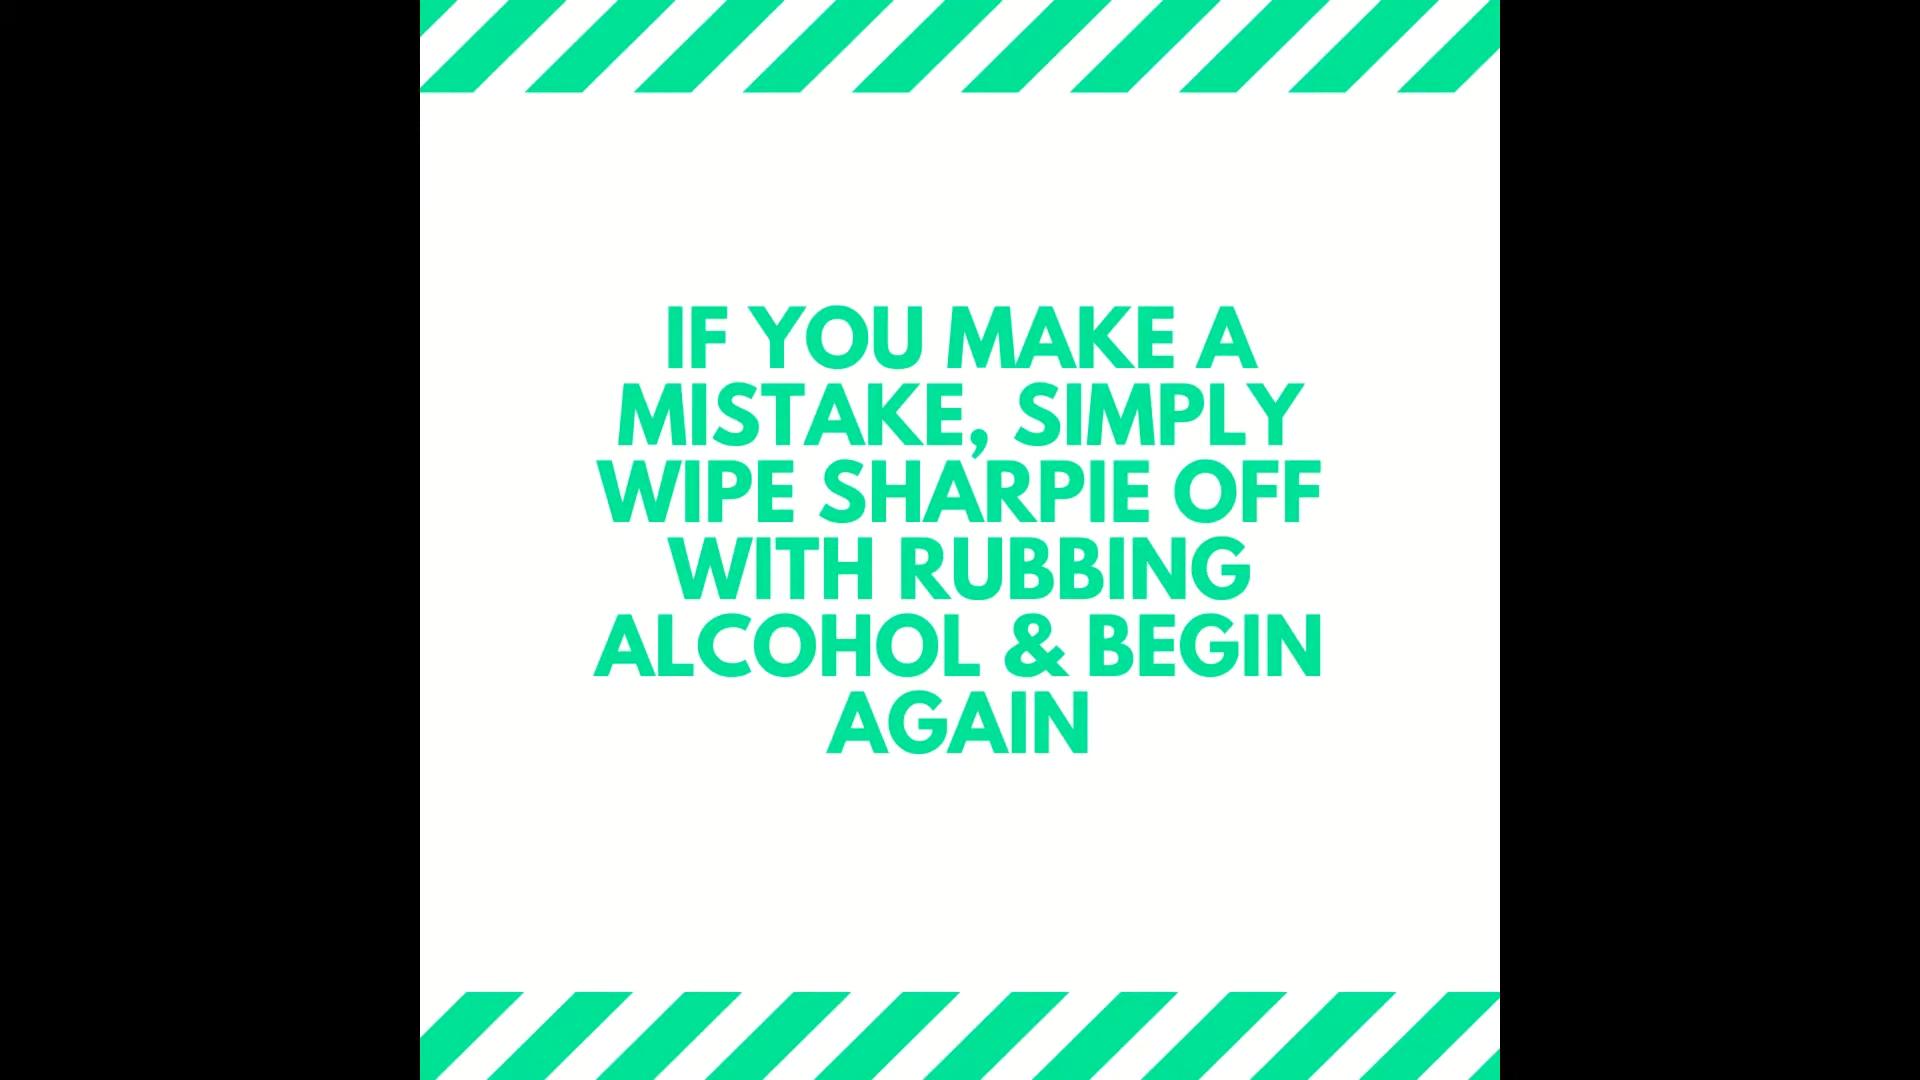 IF YOU MAKE A
MISTAKE, SIMPLY
WIPE SHARPIE OFF
WITH RUBBING
ALCOHOL & BEGIN
AGAIN